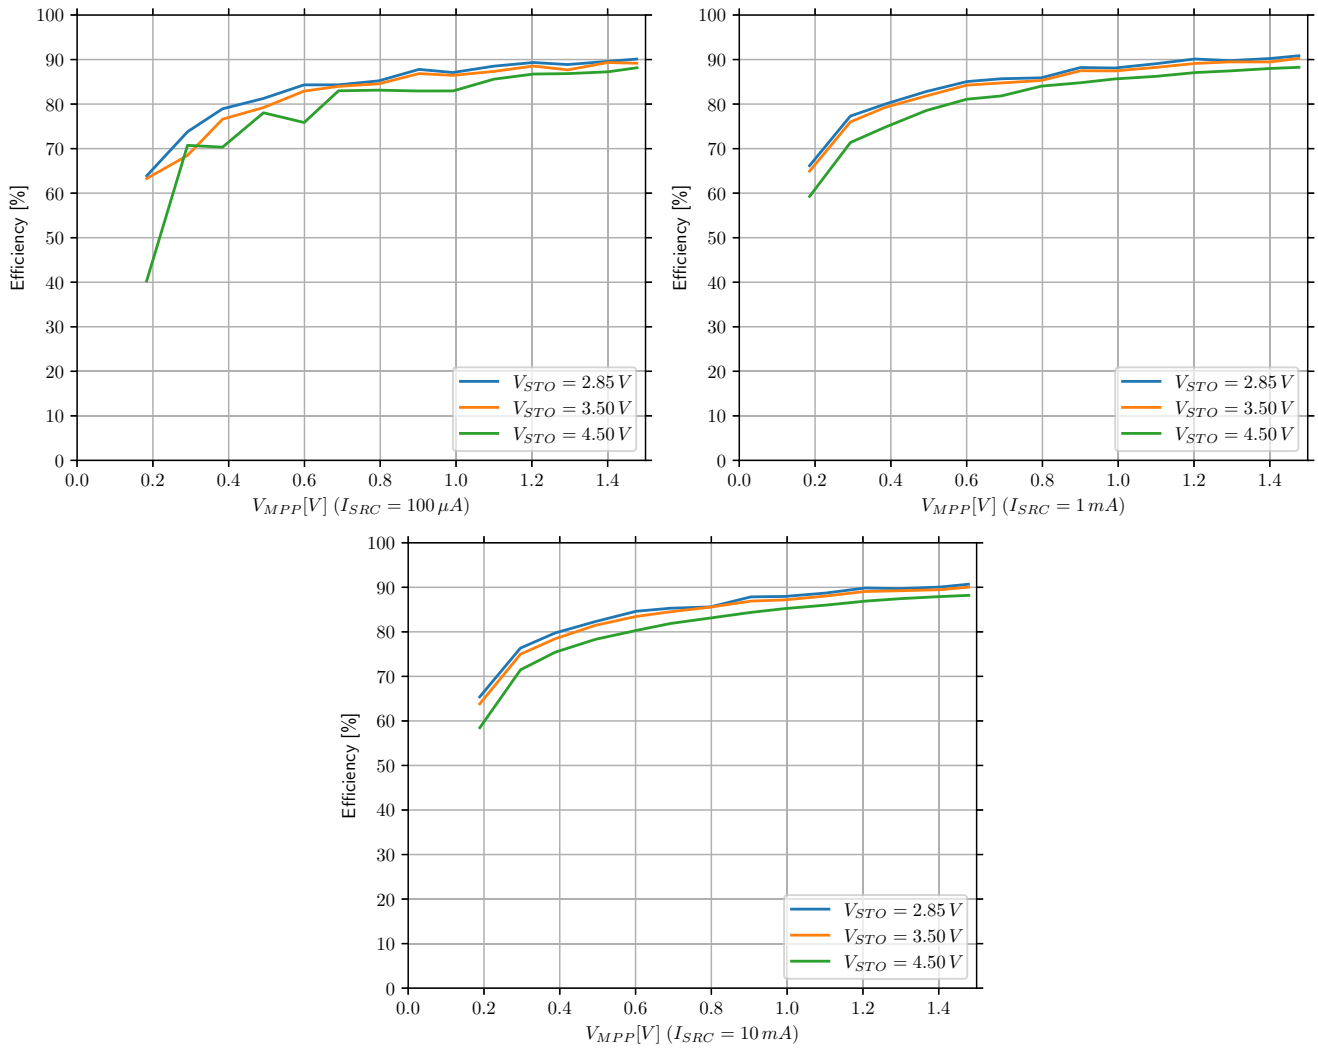 100
90
80
70
60
50
40
30
20
10
0
Efficiency [%]
0.0 0.2 0.4 0.6 0.8 1.0 1.2 1.4
V_{MPP}[V] (I_{SRC} = 100 μA)
V_{STO} = 2.85 V
V_{STO} = 3.50 V
V_{STO} = 4.50 V
100
90
80
70
60
50
40
30
20
10
0
Efficiency [%]
0.0 0.2 0.4 0.6 0.8 1.0 1.2 1.4
V_{MPP}[V] (I_{SRC} = 1 mA)
V_{STO} = 2.85 V
V_{STO} = 3.50 V
V_{STO} = 4.50 V
100
90
80
70
60
50
40
30
20
10
0
Efficiency [%]
0.0 0.2 0.4 0.6 0.8 1.0 1.2 1.4
V_{MPP}[V] (I_{SRC} = 10 mA)
V_{STO} = 2.85 V
V_{STO} = 3.50 V
V_{STO} = 4.50 V